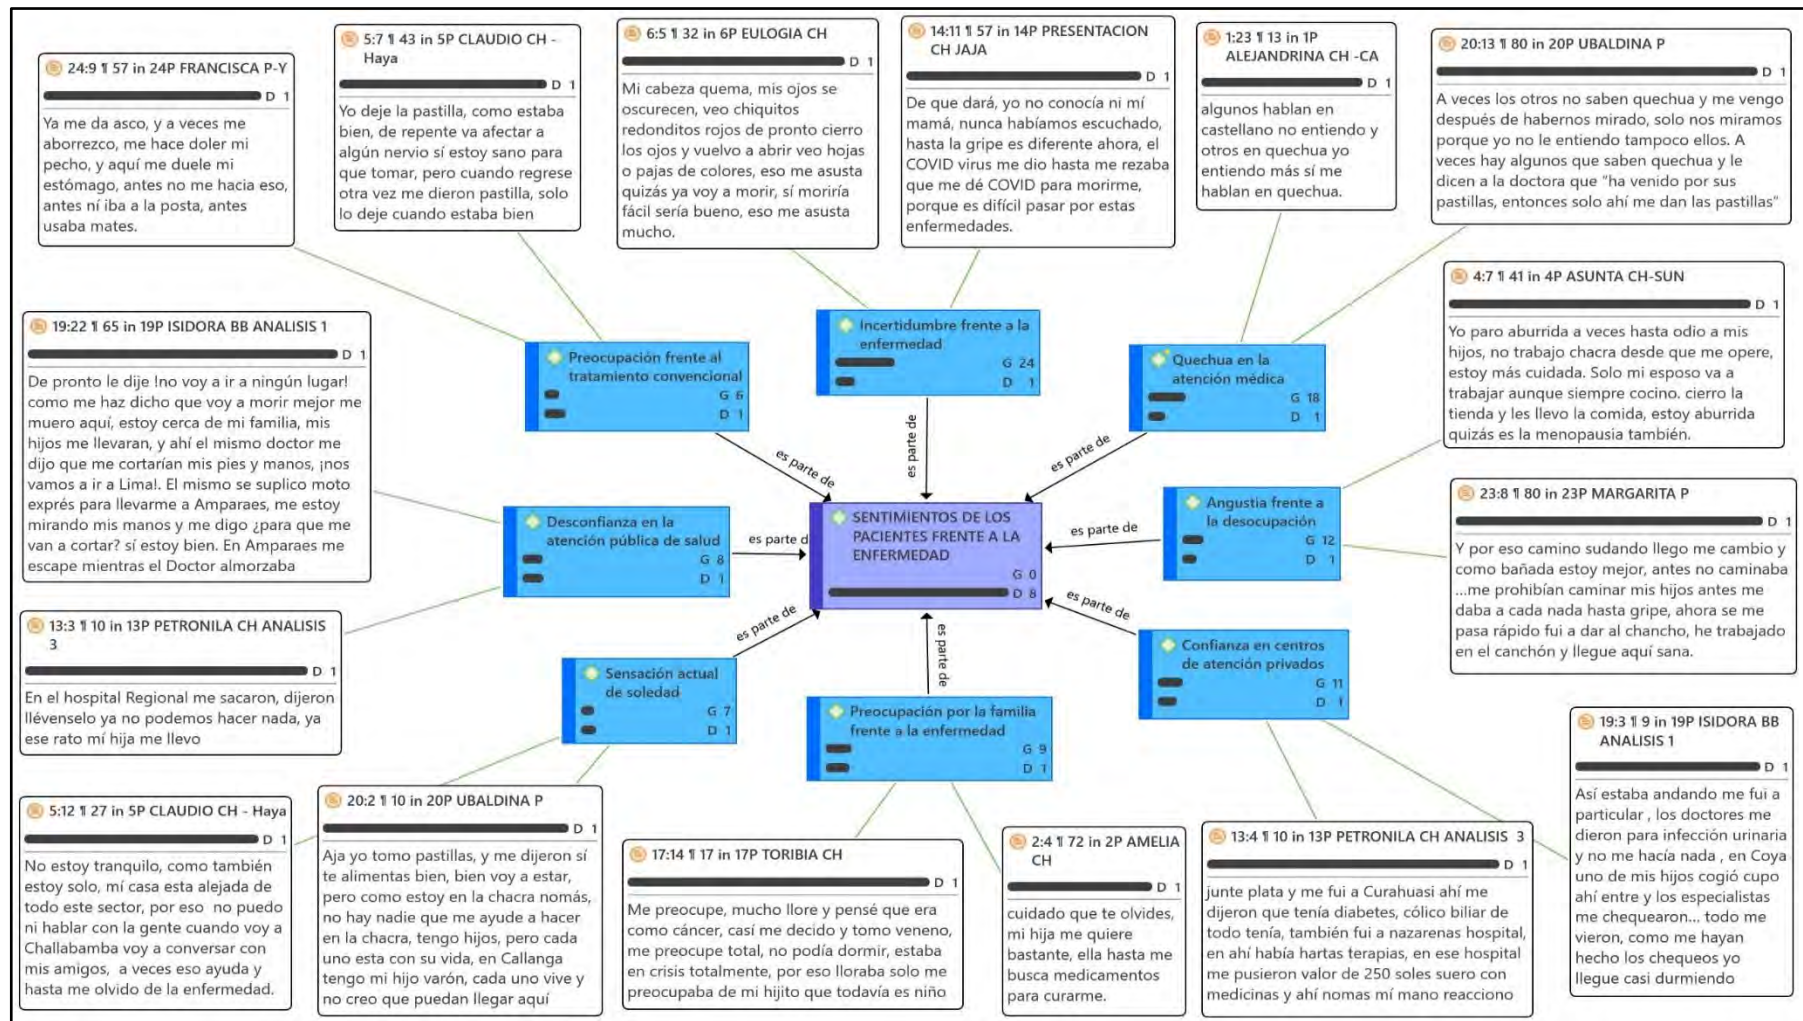 24:9 ¶ 57 in 24P FRANCISCA P-Y
D 1
Ya me da asco, y a veces me
aborrezco, me hace doler mi
pecho, y aquí me duele mi
estómago, antes no me hacia eso,
antes ní iba a la posta, antes
usaba mates.
5:7 ¶ 43 in 5P CLAUDIO CH -
Haya
D 1
Yo deje la pastilla, como estaba
bien, de repente va afectar a
algún nervio sí estoy sano para
que tomar, pero cuando regrese
otra vez me dieron pastilla, solo
lo deje cuando estaba bien
6:5 ¶ 32 in 6P EULOGIA CH
D 1
Mi cabeza quema, mis ojos se
oscurecen, veo chiquitos
redonditos rojos de pronto cierro
los ojos y vuelvo a abrir veo hojas
o pajas de colores, eso me asusta
quizás ya voy a morir, sí moriría
fácil sería bueno, eso me asusta
mucho.
14:11 ¶ 57 in 14P PRESENTACION
CH JAJA
D 1
De que dará, yo no conocía ni mí
mamá, nunca habíamos escuchado,
hasta la gripe es diferente ahora, el
COVID virus me dio hasta me rezaba
que me dé COVID para morirme,
porque es difícil pasar por estas
enfermedades.
1:23 ¶ 13 in 1P
ALEJANDRINA CH -CA
D 1
algunos hablan en
castellano no entiendo y
otros en quechua yo
entiendo más sí me
hablan en quechua.
20:13 ¶ 80 in 20P UBALDINA P
D 1
A veces los otros no saben quechua y me vengo
después de habernos mirado, solo nos miramos
porque yo no le entiendo tampoco ellos. A
veces hay algunos que saben quechua y le
dicen a la doctora que "ha venido por sus
pastillas, entonces solo ahí me dan las pastillas"
19:22 ¶ 65 in 19P ISIDORA BB ANALISIS 1
D 1
De pronto le dije !no voy a ir a ningún lugar!
como me haz dicho que voy a morir mejor me
muero aquí, estoy cerca de mi familia, mis
hijos me llevaran, y ahí el mismo doctor me
dijo que me cortarían mis pies y manos, ¡nos
vamos a ir a Lima!. El mismo se suplico moto
exprés para llevarme a Amparaes, me estoy
mirando mis manos y me digo ¿para que me
van a cortar? sí estoy bien. En Amparaes me
escape mientras el Doctor almorzaba
Preocupación frente al
tratamiento convencional
G 6
D 1
Incertidumbre frente a la
enfermedad
G 24
D 1
Quechua en la
atención médica
G 18
D 1
4:7 ¶ 41 in 4P ASUNTA CH-SUN
D 1
Yo paro aburrida a veces hasta odio a mis
hijos, no trabajo chacra desde que me opere,
estoy más cuidada. Solo mi esposo va a
trabajar aunque siempre cocino. cierro la
tienda y les llevo la comida, estoy aburrida
quizás es la menopausia también.
es parte de
es parte de
es parte de
Desconfianza en la
atención pública de salud
G 8
D 1
es parte d
SENTIMIENTOS DE LOS
PACIENTES FRENTE A LA
ENFERMEDAD
G 0
D 8
es parte de
Angustia frente a
la desocupación
G 12
D 1
23:8 ¶ 80 in 23P MARGARITA P
D 1
Y por eso camino sudando llego me cambio y
como bañada estoy mejor, antes no caminaba
...me prohibían caminar mis hijos antes me
daba a cada nada hasta gripe, ahora se me
pasa rápido fui a dar al chancho, he trabajado
en el canchón y llegue aquí sana.
13:3 ¶ 10 in 13P PETRONILA CH ANALISIS
3
D 1
En el hospital Regional me sacaron, dijeron
llévenselo ya no podemos hacer nada, ya
ese rato mí hija me llevo
es parte de
es parte de
es parte de
Sensación actual
de soledad
G 7
D 1
Preocupación por la familia
frente a la enfermedad
G 9
D 1
Confianza en centros
de atención privados
G 11
D 1
5:12 ¶ 27 in 5P CLAUDIO CH - Haya
D 1
No estoy tranquilo, como también
estoy solo, mí casa esta alejada de
todo este sector, por eso no puedo
ni hablar con la gente cuando voy a
Challabamba voy a conversar con
mis amigos, a veces eso ayuda y
hasta me olvido de la enfermedad.
20:2 ¶ 10 in 20P UBALDINA P
D 1
Aja yo tomo pastillas, y me dijeron sí
te alimentas bien, bien voy a estar,
pero como estoy en la chacra nomás,
no hay nadie que me ayude a hacer
en la chacra, tengo hijos, pero cada
uno esta con su vida, en Callanga
tengo mi hijo varón, cada uno vive y
no creo que puedan llegar aquí
17:14 ¶ 17 in 17P TORIBIA CH
D 1
Me preocupe, mucho llore y pensé que era
como cáncer, casí me decido y tomo veneno,
me preocupe total, no podía dormir, estaba
en crisis totalmente, por eso lloraba solo me
preocupaba de mi hijito que todavía es niño
2:4 ¶ 72 in 2P AMELIA
CH
D 1
cuidado que te olvides,
mi hija me quiere
bastante, ella hasta me
busca medicamentos
para curarme.
13:4 ¶ 10 in 13P PETRONILA CH ANALISIS 3
D 1
junte plata y me fui a Curahuasi ahí me
dijeron que tenía diabetes, cólico biliar de
todo tenía, también fui a nazarenas hospital,
en ahí había hartas terapias, en ese hospital
me pusieron valor de 250 soles suero con
medicinas y ahí nomas mí mano reacciono
19:3 ¶ 9 in 19P ISIDORA BB
ANALISIS 1
D 1
Así estaba andando me fui a
particular , los doctores me
dieron para infección urinaria
y no me hacía nada , en Coya
uno de mis hijos cogió cupo
ahí entre y los especialistas
me chequearon... todo me
vieron, como me hayan
hecho los chequeos yo
llegue casi durmiendo